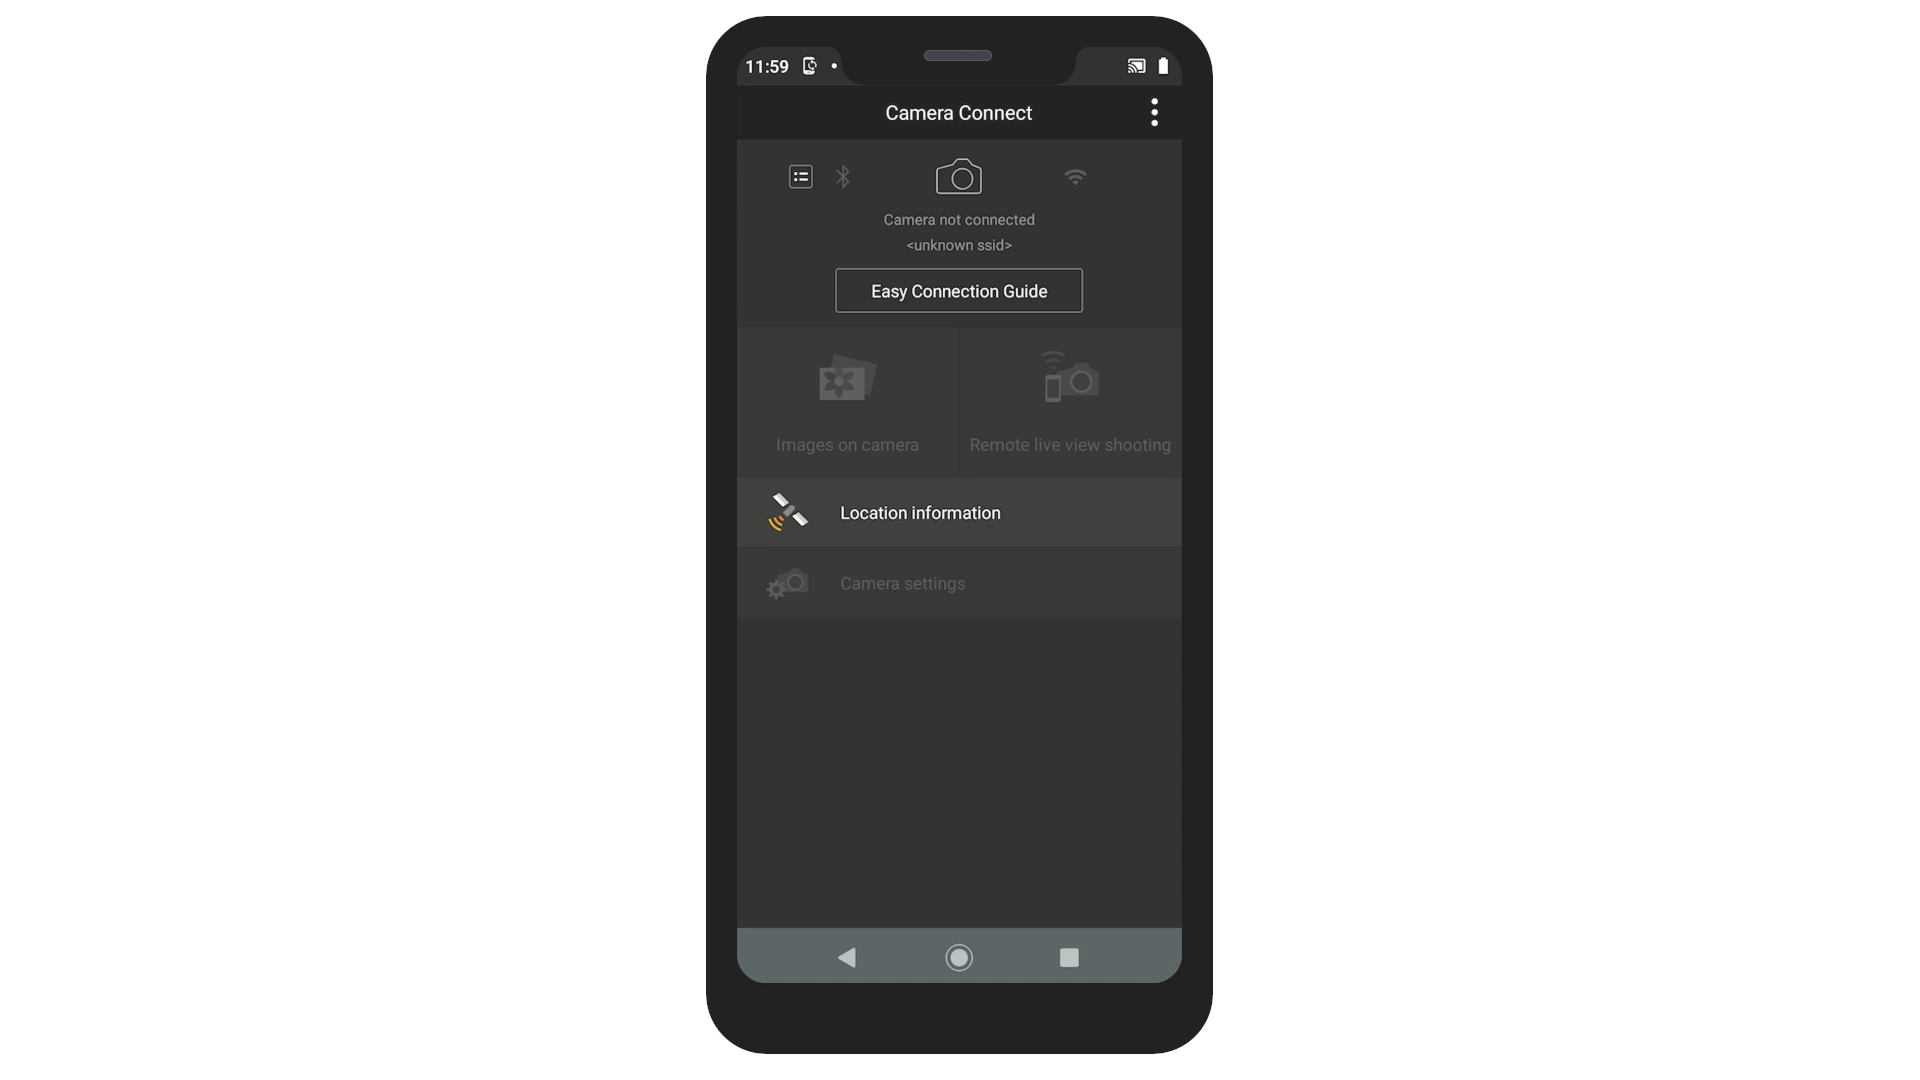 11:59
Camera Connect
Camera not connected
<unknown ssid>
Easy Connection Guide
Images on camera
Remote live view shooting
Location information
Camera settings